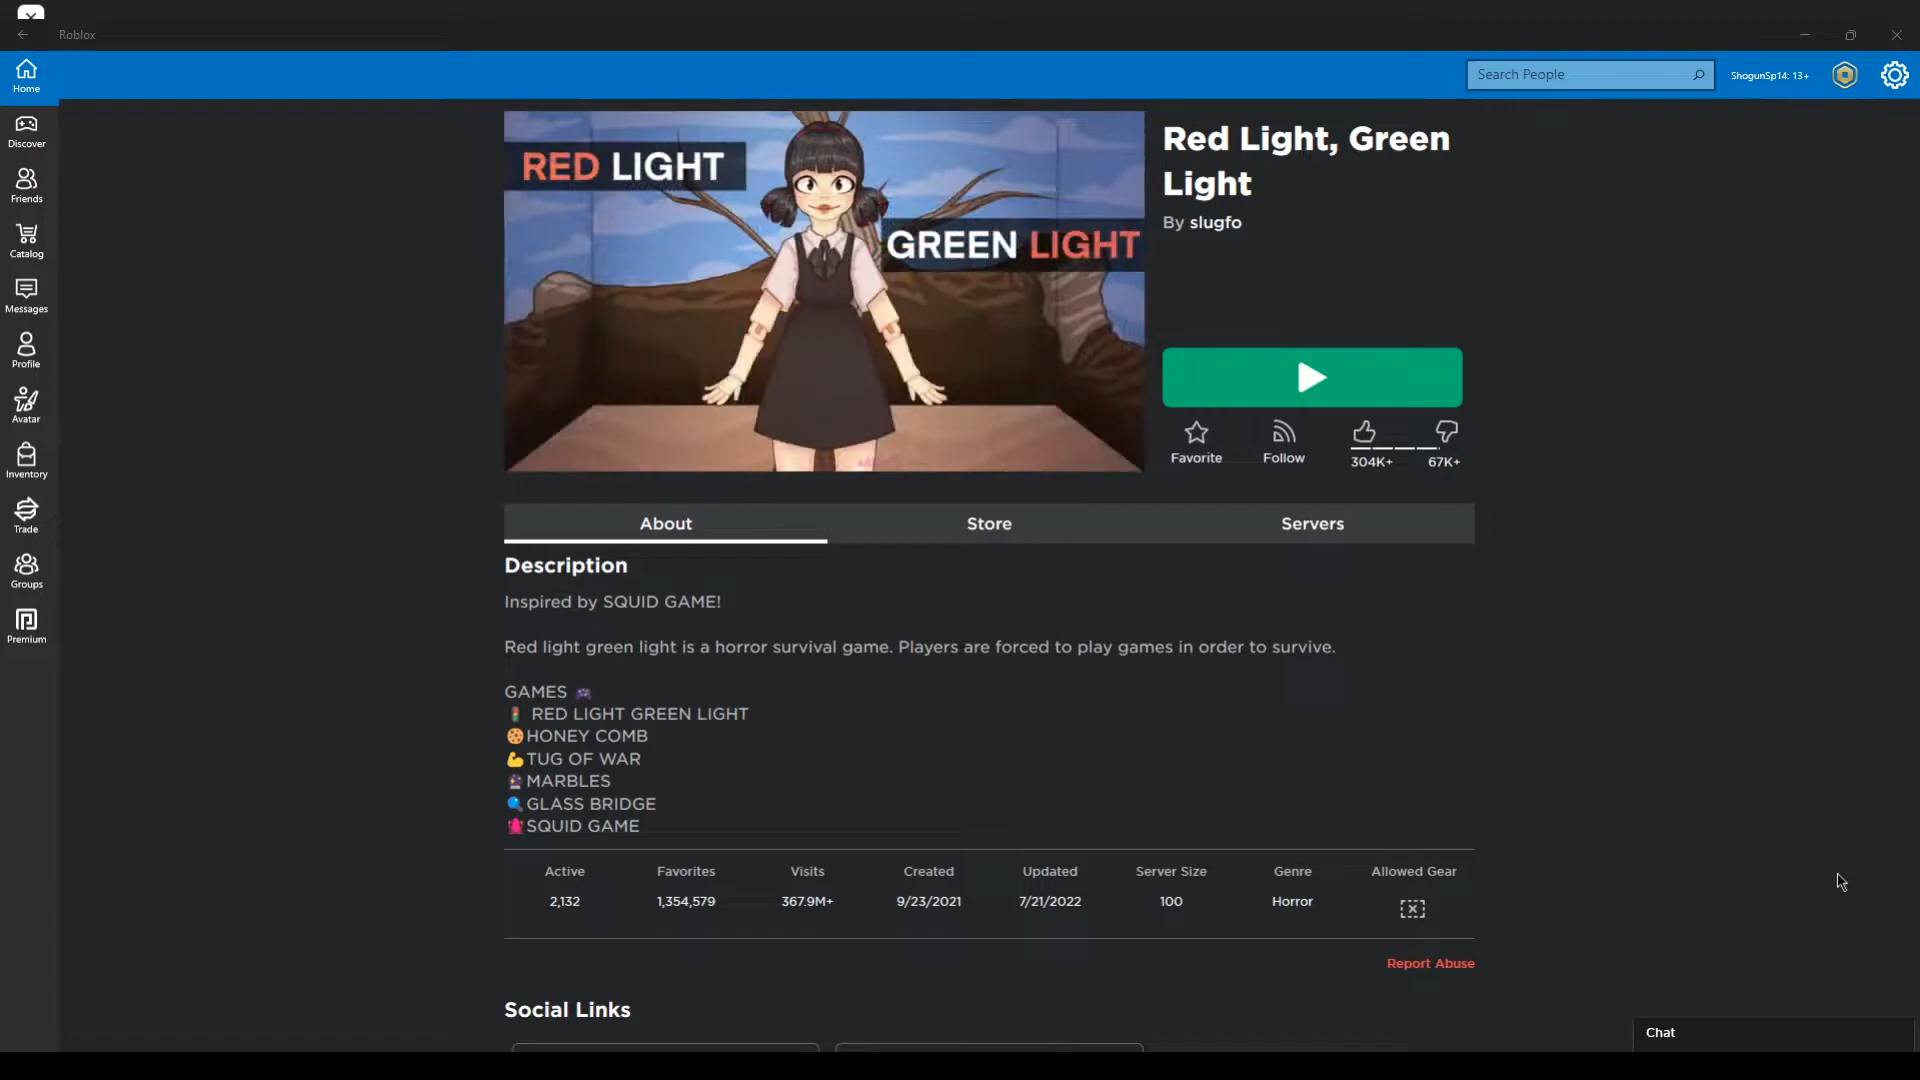 Roblox
Home
Search People
ShogunSp14: 13+
Discover
Friends
Catalog
Messages
Profile
Avatar
Inventory
Trade
Groups
Premium
RED LIGHT
GREEN LIGHT
Red Light, Green
Light
By slugfo
Favorite
Follow
304K+
67K+
About
Store
Servers
Description
Inspired by SQUID GAME!
Red light green light is a horror survival game. Players are forced to play games in order to survive.
GAMES 🎮
🚦 RED LIGHT GREEN LIGHT
🍪HONEY COMB
💪TUG OF WAR
🔮MARBLES
🔍GLASS BRIDGE
🦑SQUID GAME
Active Favorites Visits Created Updated Server Size Genre Allowed Gear
2,132 1,354,579 367.9M+ 9/23/2021 7/21/2022 100 Horror
Report Abuse
Social Links
Chat